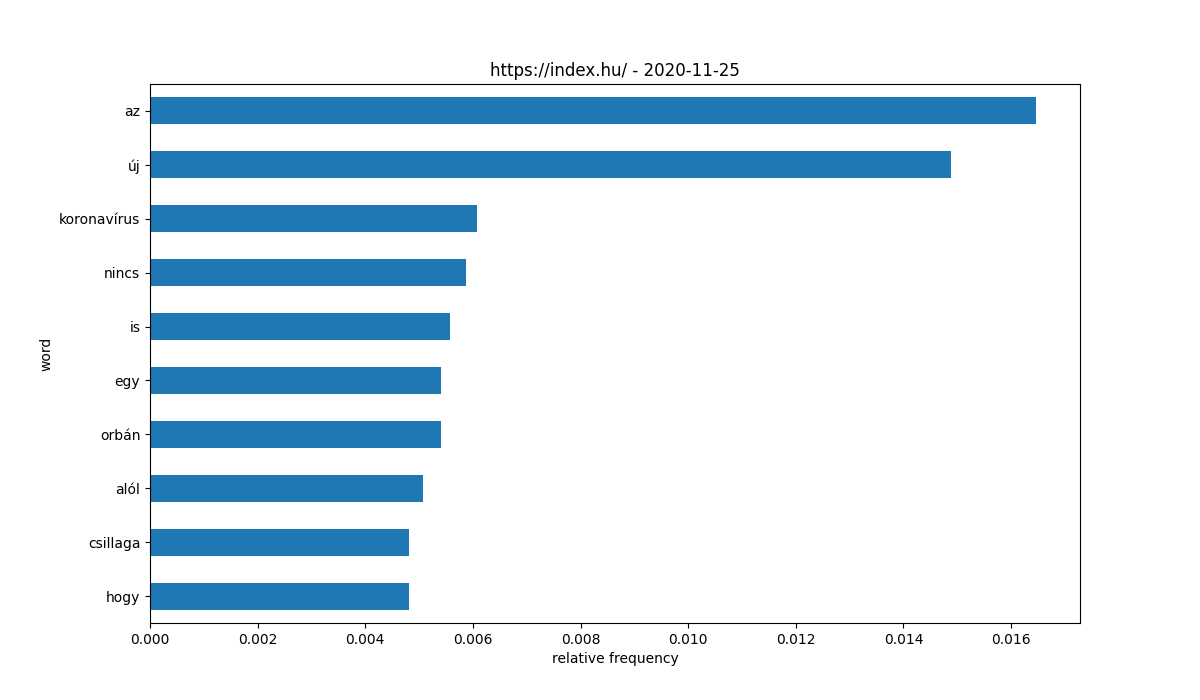 https://index.hu/ - 2020-11-25
az
új
koronavírus
nincs
is
egy
orbán
alól
csillaga
hogy
word
0.000 0.002 0.004 0.006 0.008 0.010 0.012 0.014 0.016
relative frequency